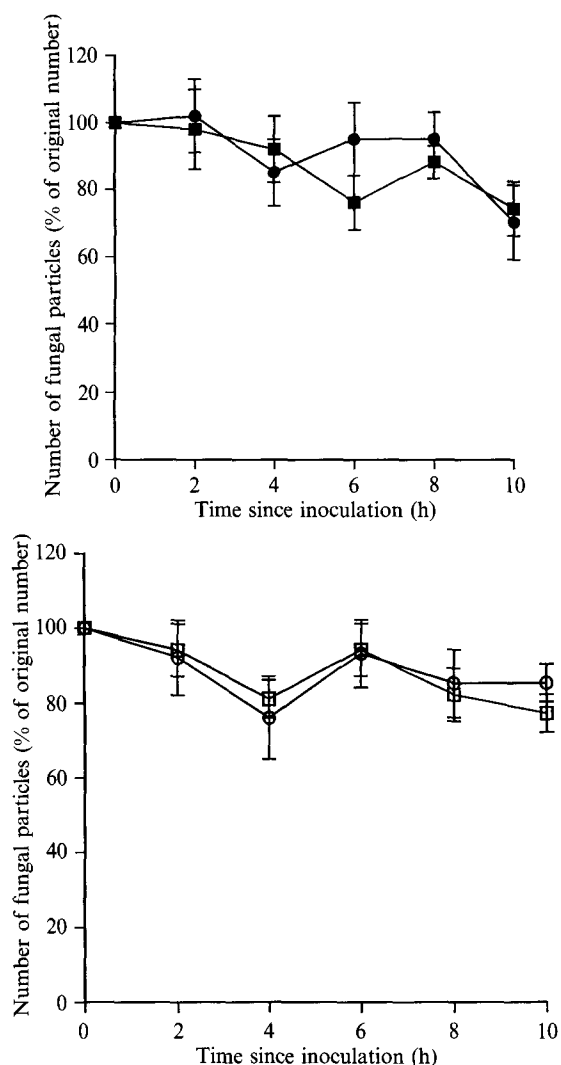 Number of fungal particles (% of original number)
120
100
80
60
40
20
0
0 2 4 6 8 10
Time since inoculation (h)
Number of fungal particles (% of original number)
120
100
80
60
40
20
0
0 2 4 6 8 10
Time since inoculation (h)